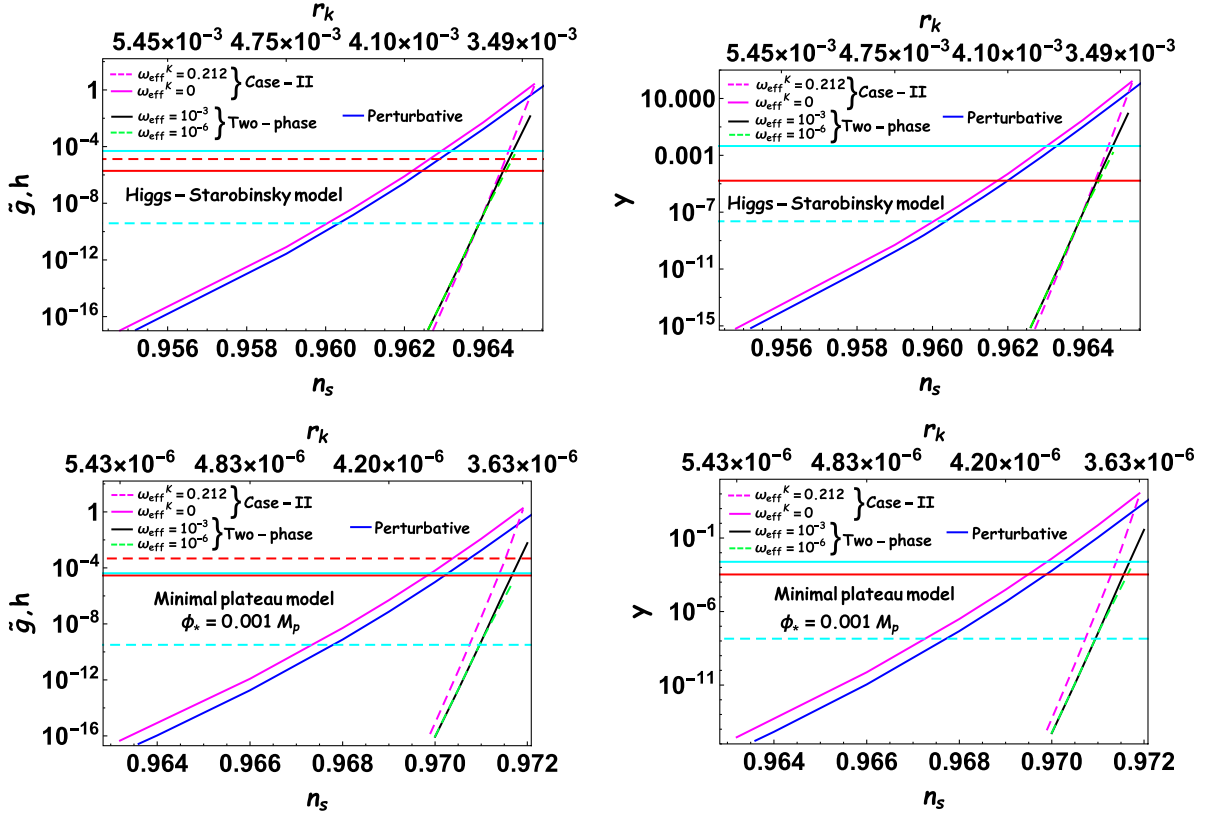 r_k
5.45×10⁻³ 4.75×10⁻³ 4.10×10⁻³ 3.49×10⁻³
ω_eff^K = 0.212
ω_eff^K = 0
} Case – II
ω_eff = 10⁻³
ω_eff = 10⁻⁶
} Two – phase
Perturbative
Higgs – Starobinsky model
g̃, h
1
10⁻⁴
10⁻⁸
10⁻¹²
10⁻¹⁶
0.956 0.958 0.960 0.962 0.964
n_s
r_k
5.45×10⁻³ 4.75×10⁻³ 4.10×10⁻³ 3.49×10⁻³
ω_eff^K = 0.212
ω_eff^K = 0
} Case – II
ω_eff = 10⁻³
ω_eff = 10⁻⁶
} Two – phase
Perturbative
Higgs – Starobinsky model
y
10.000
0.001
10⁻⁷
10⁻¹¹
10⁻¹⁵
0.956 0.958 0.960 0.962 0.964
n_s
r_k
5.43×10⁻⁶ 4.83×10⁻⁶ 4.20×10⁻⁶ 3.63×10⁻⁶
ω_eff^K = 0.212
ω_eff^K = 0
} Case – II
ω_eff = 10⁻³
ω_eff = 10⁻⁶
} Two – phase
Perturbative
Minimal plateau model
ϕ_* = 0.001 M_p
g̃, h
1
10⁻⁴
10⁻⁸
10⁻¹²
10⁻¹⁶
0.964 0.966 0.968 0.970 0.972
n_s
r_k
5.43×10⁻⁶ 4.83×10⁻⁶ 4.20×10⁻⁶ 3.63×10⁻⁶
ω_eff^K = 0.212
ω_eff^K = 0
} Case – II
ω_eff = 10⁻³
ω_eff = 10⁻⁶
} Two – phase
Perturbative
Minimal plateau model
ϕ_* = 0.001 M_p
y
10⁻¹
10⁻⁶
10⁻¹¹
0.964 0.966 0.968 0.970 0.972
n_s